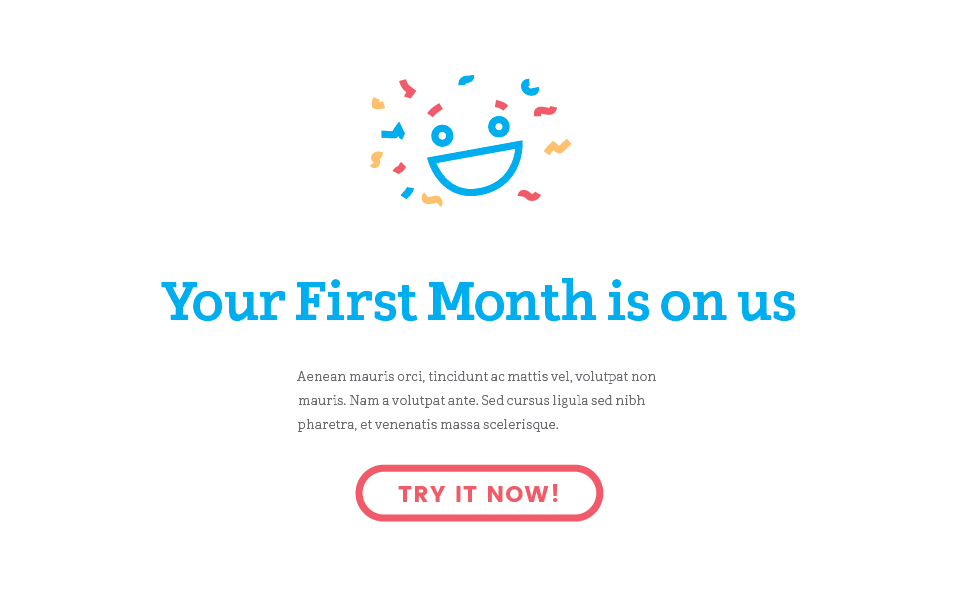 Your First Month is on us
Aenean mauris orci, tincidunt ac mattis vel, volutpat non
mauris. Nam a volutpat ante. Sed cursus ligula sed nibh
pharetra, et venenatis massa scelerisque.
TRY IT NOW!